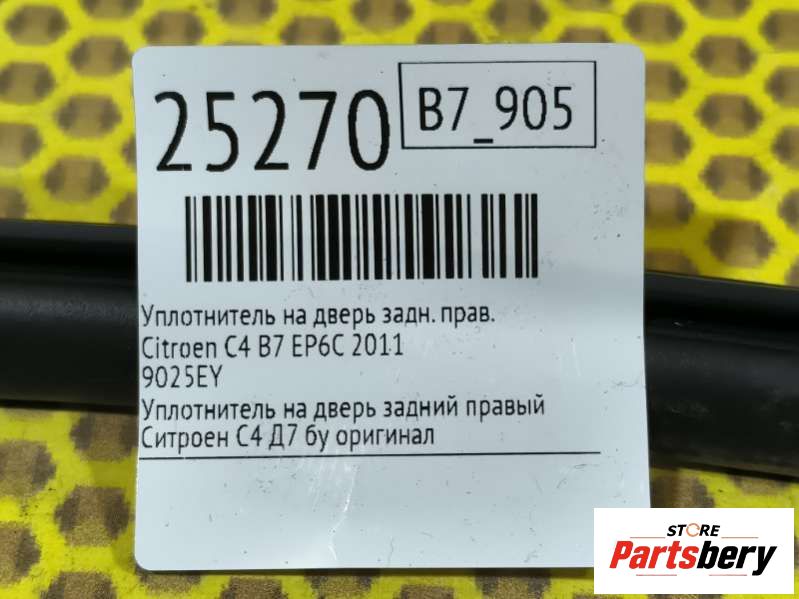 25270
B7_905
Уплотнитель на дверь задн. прав.
Citroen C4 B7 EP6C 2011
9025EY
Уплотнитель на дверь задний правый
Ситроен С4 Д7 бу оригинал
STORE
Partsbery